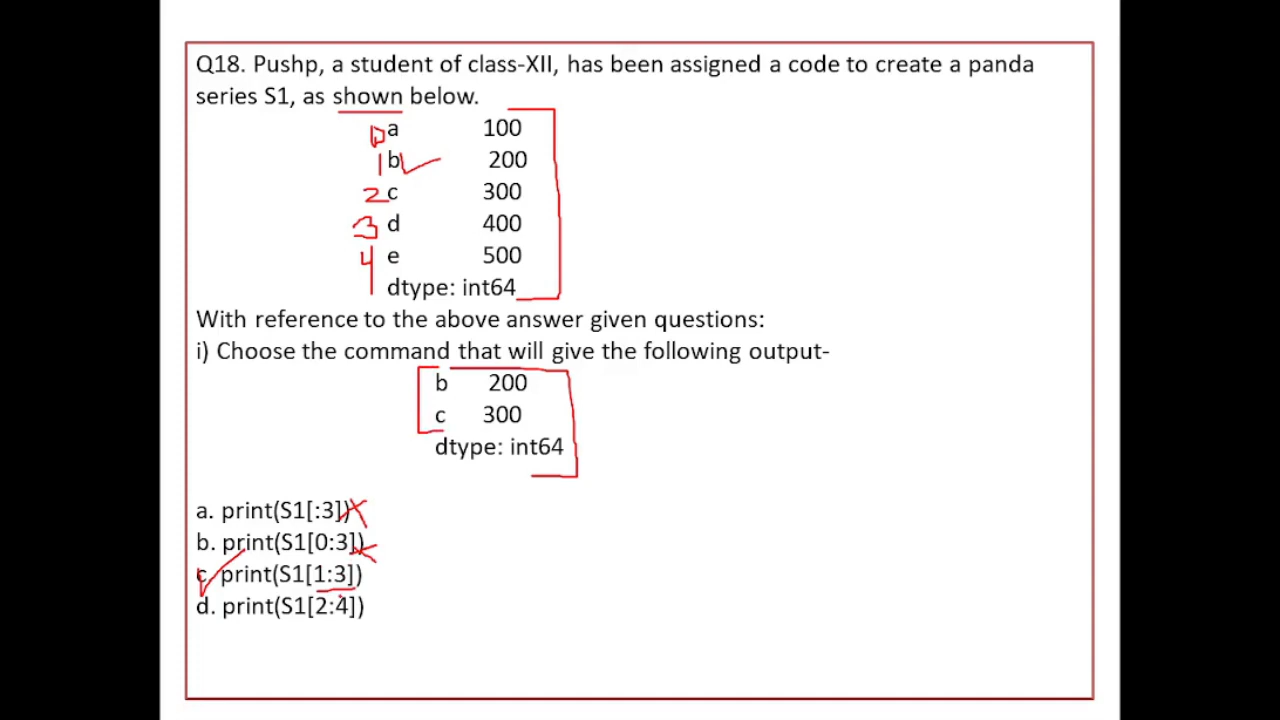 Q18. Pushp, a student of class-XII, has been assigned a code to create a panda
series S1, as shown below.
0 a 100
1 b 200
2 c 300
3 d 400
4 e 500
dtype: int64
With reference to the above answer given questions:
i) Choose the command that will give the following output-
b 200
c 300
dtype: int64
a. print(S1[:3])
b. print(S1[0:3])
c. print(S1[1:3])
d. print(S1[2:4])